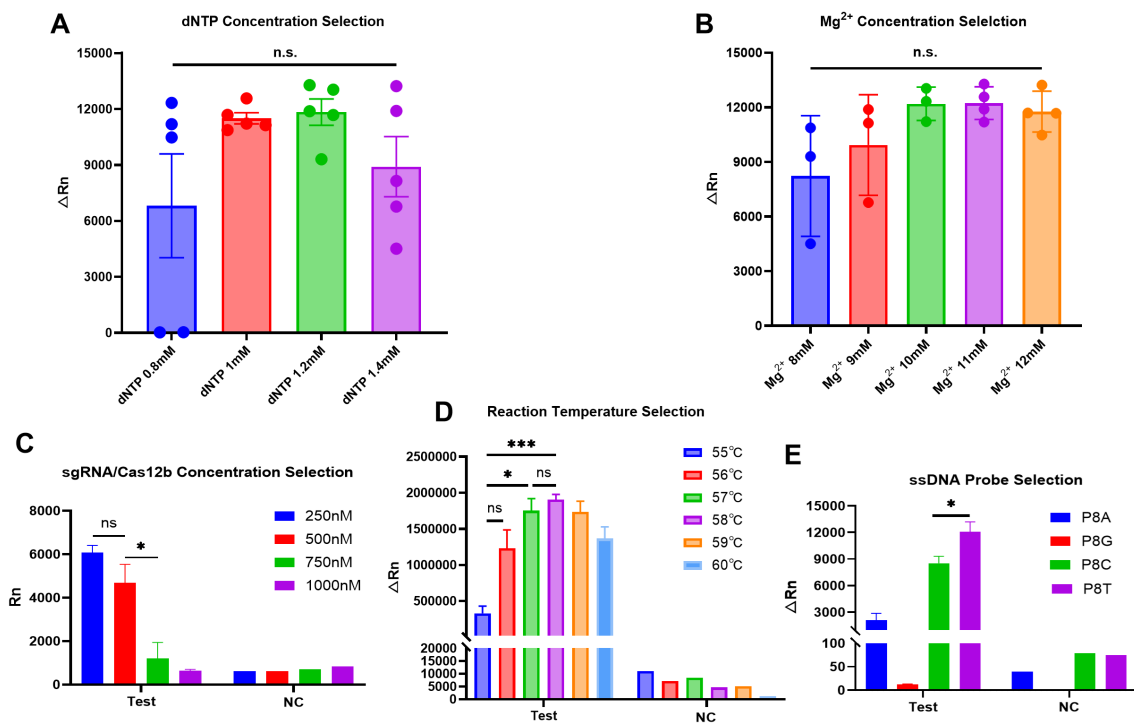 A
dNTP Concentration Selection
n.s.
15000
12000
9000
6000
3000
0
△Rn
dNTP 0.8mM
dNTP 1mM
dNTP 1.2mM
dNTP 1.4mM
B
Mg²⁺ Concentration Selelction
n.s.
15000
12000
9000
6000
3000
0
△Rn
Mg²⁺ 8mM
Mg²⁺ 9mM
Mg²⁺ 10mM
Mg²⁺ 11mM
Mg²⁺ 12mM
C
sgRNA/Cas12b Concentration Selection
8000
6000
4000
2000
0
Rn
ns
*
250nM
500nM
750nM
1000nM
Test
NC
D
Reaction Temperature Selection
2500000
2000000
1500000
1000000
500000
20000
15000
10000
5000
0
△Rn
***
*
ns
ns
55℃
56℃
57℃
58℃
59℃
60℃
Test
NC
E
ssDNA Probe Selection
15000
12000
9000
6000
3000
100
50
0
△Rn
*
P8A
P8G
P8C
P8T
Test
NC